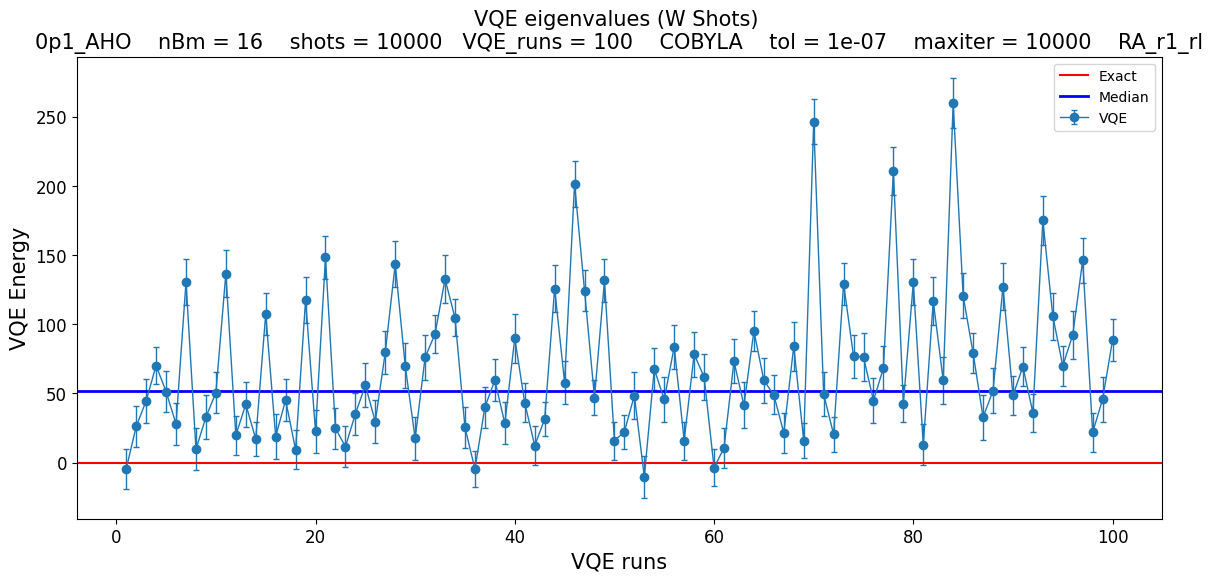 VQE eigenvalues (W Shots)
0p1_AHO nBm = 16 shots = 10000 VQE_runs = 100 COBYLA tol = 1e-07 maxiter = 10000 RA_r1_rl
Exact
Median
VQE
VQE Energy
250
200
150
100
50
0
0 20 40 60 80 100
VQE runs